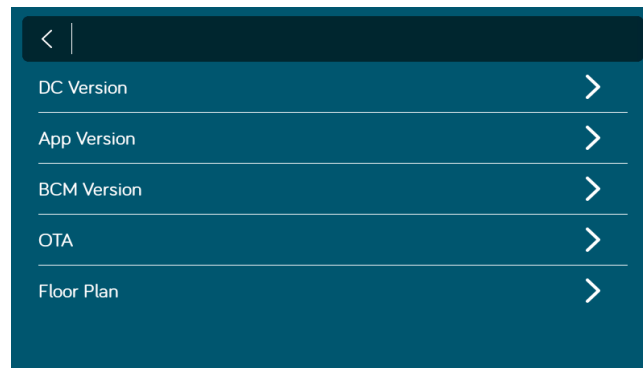 DC Version
App Version
BCM Version
OTA
Floor Plan